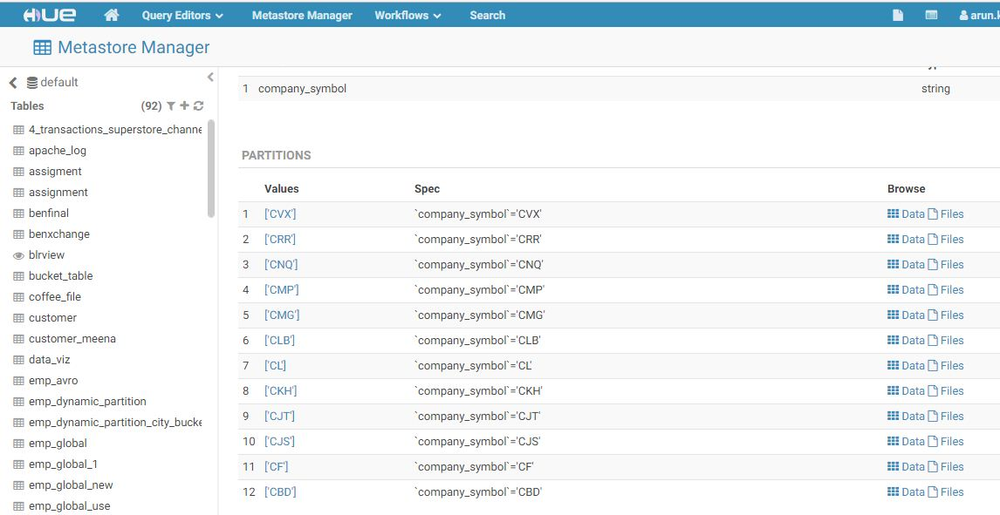 HUE Query Editors Metastore Manager Workflows Search arun.k
Metastore Manager
default
Tables (92)
4_transactions_superstore_channe
apache_log
assigment
assignment
benfinal
benxchange
blrview
bucket_table
coffee_file
customer
customer_meena
data_viz
emp_avro
emp_dynamic_partition
emp_dynamic_partition_city_bucke
emp_global
emp_global_1
emp_global_new
emp_global_use
1 company_symbol string
PARTITIONS
Values Spec Browse
1 ['CVX'] `company_symbol`='CVX' Data Files
2 ['CRR'] `company_symbol`='CRR' Data Files
3 ['CNQ'] `company_symbol`='CNQ' Data Files
4 ['CMP'] `company_symbol`='CMP' Data Files
5 ['CMG'] `company_symbol`='CMG' Data Files
6 ['CLB'] `company_symbol`='CLB' Data Files
7 ['CL'] `company_symbol`='CL' Data Files
8 ['CKH'] `company_symbol`='CKH' Data Files
9 ['CJT'] `company_symbol`='CJT' Data Files
10 ['CJS'] `company_symbol`='CJS' Data Files
11 ['CF'] `company_symbol`='CF' Data Files
12 ['CBD'] `company_symbol`='CBD' Data Files